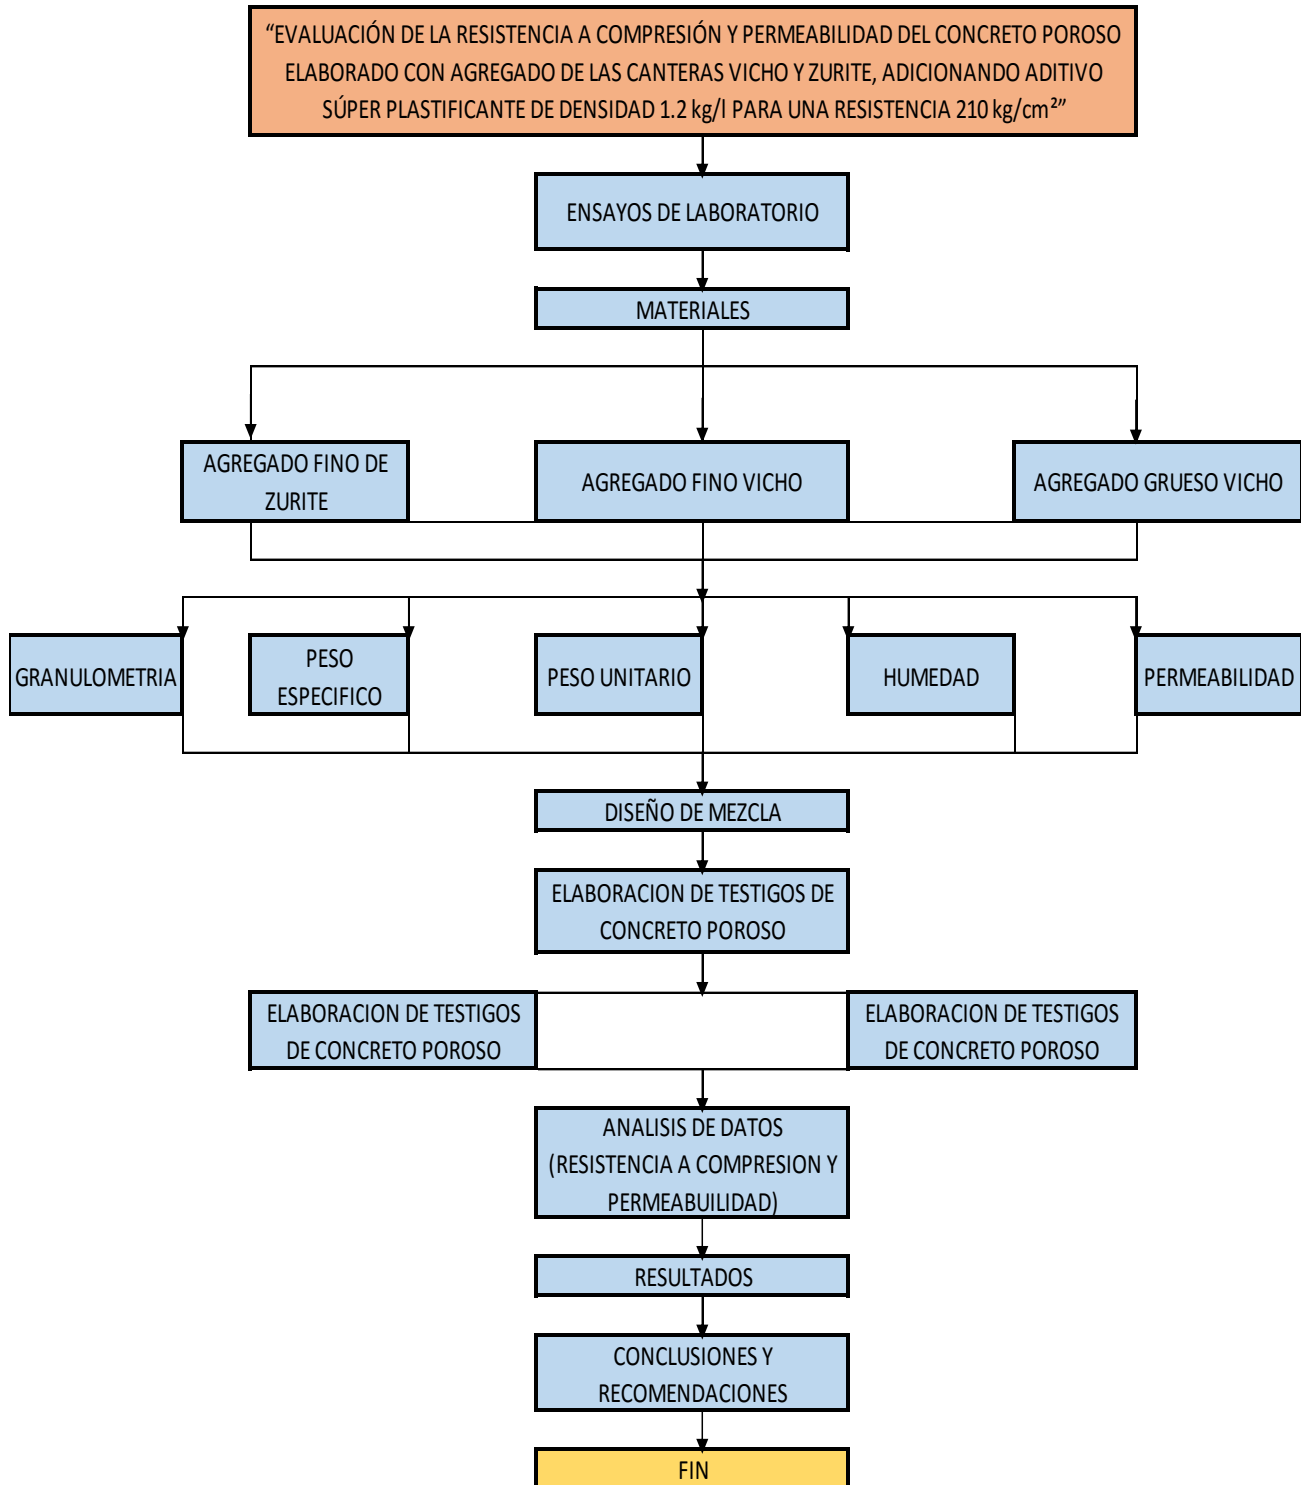 “EVALUACIÓN DE LA RESISTENCIA A COMPRESIÓN Y PERMEABILIDAD DEL CONCRETO POROSO
ELABORADO CON AGREGADO DE LAS CANTERAS VICHO Y ZURITE, ADICIONANDO ADITIVO
SÚPER PLASTIFICANTE DE DENSIDAD 1.2 kg/l PARA UNA RESISTENCIA 210 kg/cm²”
ENSAYOS DE LABORATORIO
MATERIALES
AGREGADO FINO DE
ZURITE
AGREGADO FINO VICHO
AGREGADO GRUESO VICHO
GRANULOMETRIA
PESO
ESPECIFICO
PESO UNITARIO
HUMEDAD
PERMEABILIDAD
DISEÑO DE MEZCLA
ELABORACION DE TESTIGOS DE
CONCRETO POROSO
ELABORACION DE TESTIGOS
DE CONCRETO POROSO
ELABORACION DE TESTIGOS
DE CONCRETO POROSO
ANALISIS DE DATOS
(RESISTENCIA A COMPRESION Y
PERMEABUILIDAD)
RESULTADOS
CONCLUSIONES Y
RECOMENDACIONES
FIN